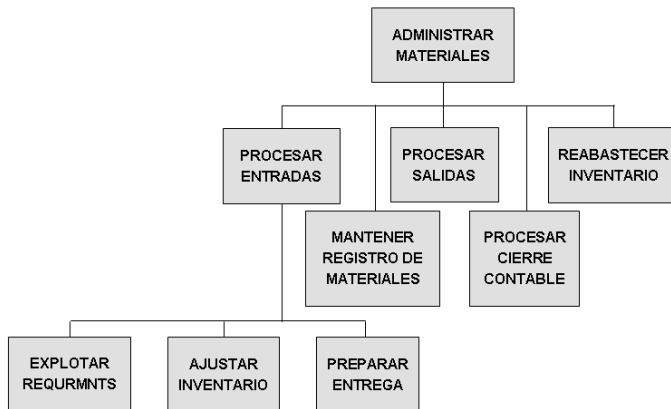 ADMINISTRAR
MATERIALES
PROCESAR
ENTRADAS
PROCESAR
SALIDAS
REABASTECER
INVENTARIO
MANTENER
REGISTRO DE
MATERIALES
PROCESAR
CIERRE
CONTABLE
EXPLOTAR
REQURMNTS
AJUSTAR
INVENTARIO
PREPARAR
ENTREGA